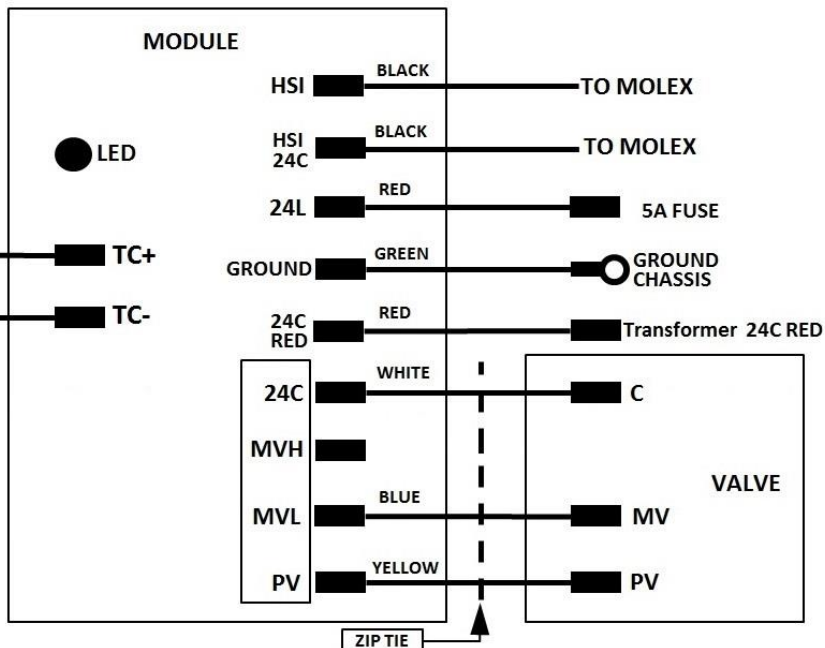 MODULE
HSI
BLACK
TO MOLEX
HSI
24C
BLACK
TO MOLEX
LED
24L
RED
5A FUSE
TC+
GROUND
GREEN
GROUND
CHASSIS
TC-
24C
RED
RED
Transformer 24C RED
24C
WHITE
C
MVH
VALVE
MVL
BLUE
MV
PV
YELLOW
PV
ZIP TIE